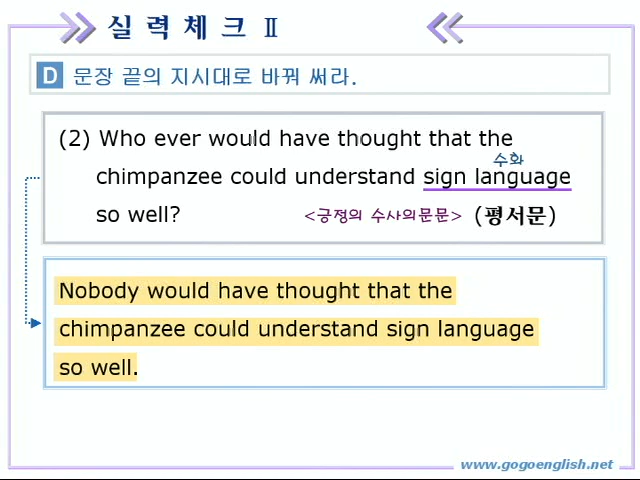 실력체크 Ⅱ
D 문장 끝의 지시대로 바꿔 써라.
(2) Who ever would have thought that the
수화
chimpanzee could understand sign language
so well? <긍정의 수사의문문> (평서문)
Nobody would have thought that the
chimpanzee could understand sign language
so well.
www.gogoenglish.net